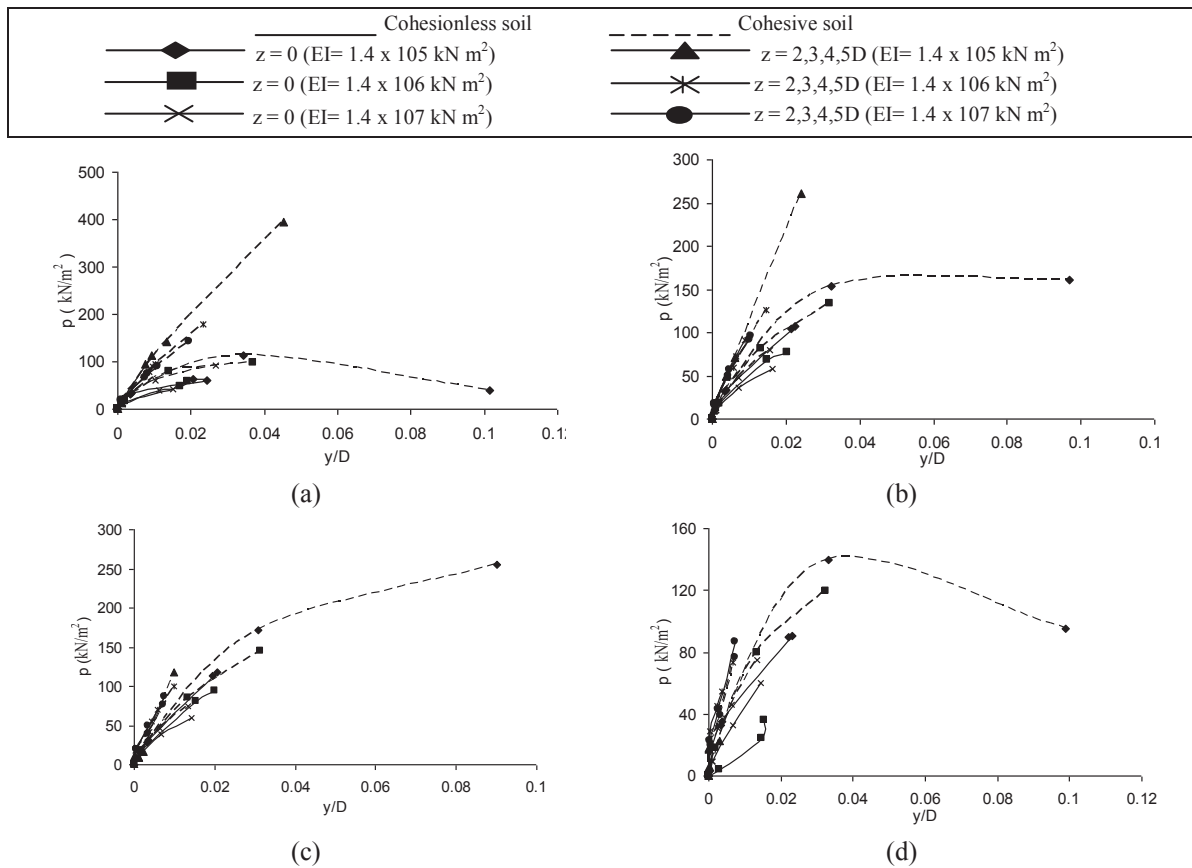 Cohesionless soil Cohesive soil
z = 0 (EI= 1.4 x 105 kN m²) z = 2,3,4,5D (EI= 1.4 x 105 kN m²)
z = 0 (EI= 1.4 x 106 kN m²) z = 2,3,4,5D (EI= 1.4 x 106 kN m²)
z = 0 (EI= 1.4 x 107 kN m²) z = 2,3,4,5D (EI= 1.4 x 107 kN m²)
500
400
300
200
100
0
p ( kN/m²)
0 0.02 0.04 0.06 0.08 0.1 0.12
y/D
(a)
300
250
200
150
100
50
0
p ( kN/m²)
0 0.02 0.04 0.06 0.08 0.1 0.1
y/D
(b)
300
250
200
150
100
50
0
p (kN/m²)
0 0.02 0.04 0.06 0.08 0.1
y/D
(c)
160
120
80
40
0
p ( kN/m²)
0 0.02 0.04 0.06 0.08 0.1 0.12
y/D
(d)